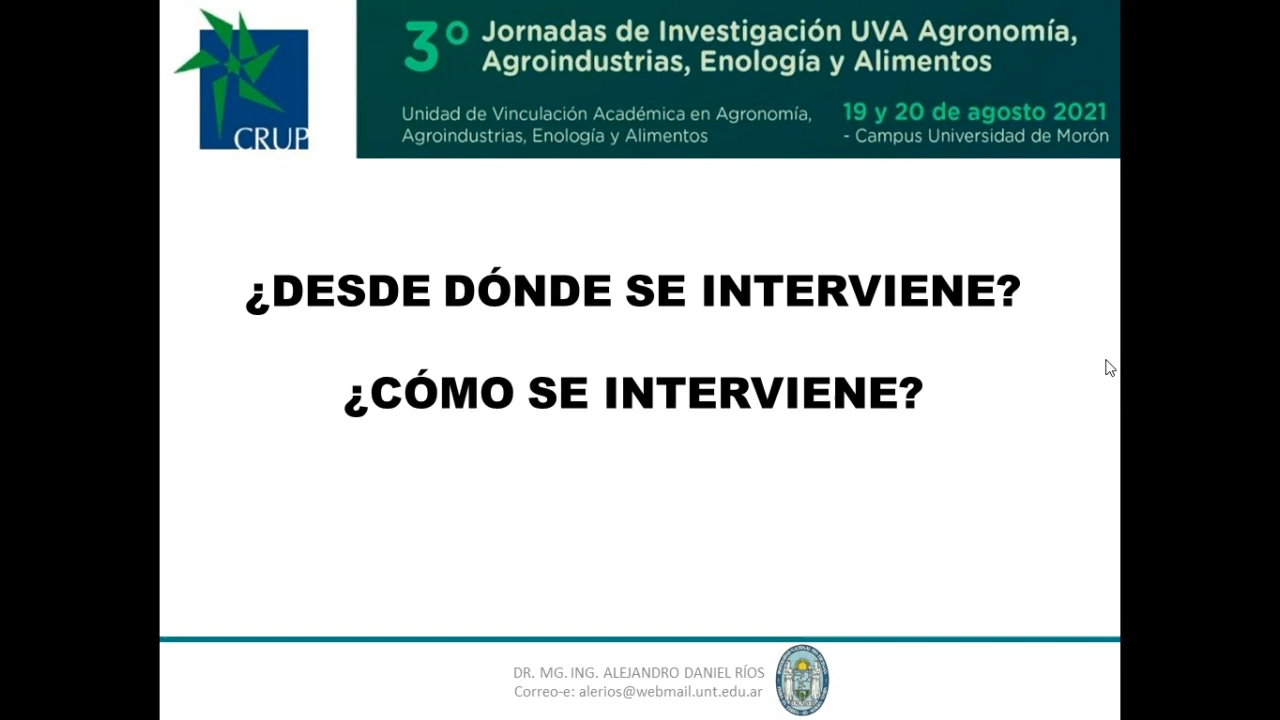 CRUP
3° Jornadas de Investigación UVA Agronomía,
Agroindustrias, Enología y Alimentos
Unidad de Vinculación Académica en Agronomía,
Agroindustrias, Enología y Alimentos
19 y 20 de agosto 2021
- Campus Universidad de Morón
¿DESDE DÓNDE SE INTERVIENE?
¿CÓMO SE INTERVIENE?
DR. MG. ING. ALEJANDRO DANIEL RÍOS
Correo-e: alerios@webmail.unt.edu.ar